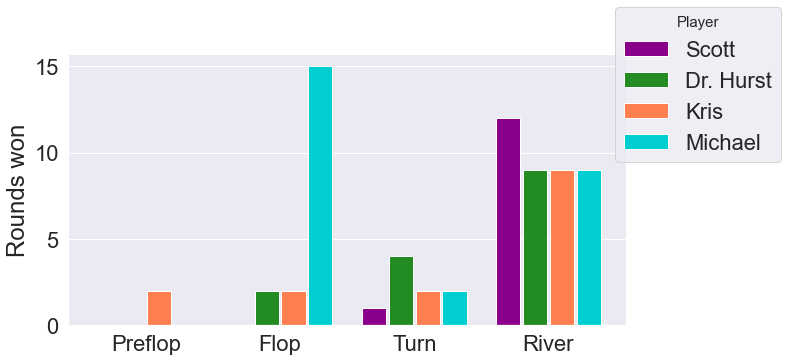 Player
Scott
Dr. Hurst
Kris
Michael
Rounds won
15
10
5
0
Preflop Flop Turn River